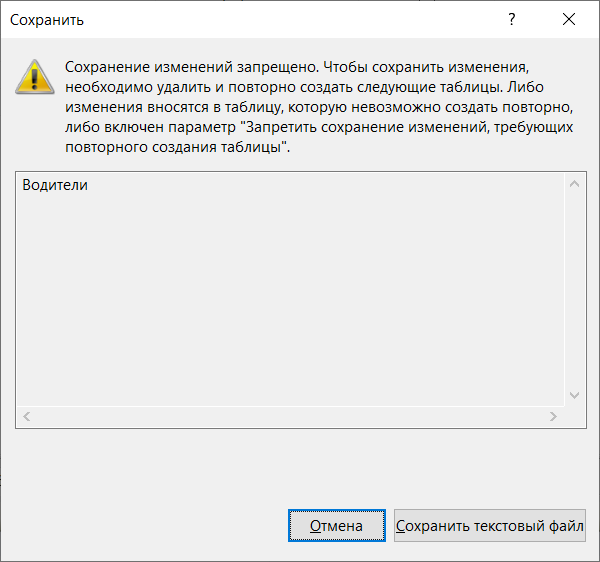 Сохранить
?
Сохранение изменений запрещено. Чтобы сохранить изменения,
необходимо удалить и повторно создать следующие таблицы. Либо
изменения вносятся в таблицу, которую невозможно создать повторно,
либо включен параметр "Запретить сохранение изменений, требующих
повторного создания таблицы".
Водители
Отмена
Сохранить текстовый файл